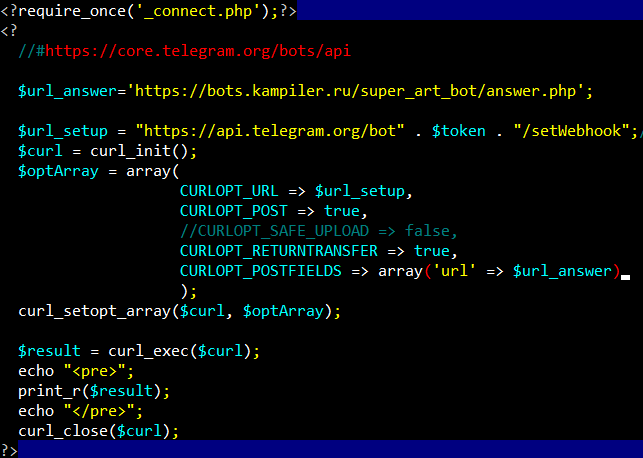 <?require_once('_connect.php');?>
<?
//#https://core.telegram.org/bots/api
$url_answer='https://bots.kampiler.ru/super_art_bot/answer.php';
$url_setup = "https://api.telegram.org/bot" . $token . "/setWebhook";/
$curl = curl_init();
$optArray = array(
CURLOPT_URL => $url_setup,
CURLOPT_POST => true,
//CURLOPT_SAFE_UPLOAD => false,
CURLOPT_RETURNTRANSFER => true,
CURLOPT_POSTFIELDS => array('url' => $url_answer)
);
curl_setopt_array($curl, $optArray);
$result = curl_exec($curl);
echo "<pre>";
print_r($result);
echo "</pre>";
curl_close($curl);
?>